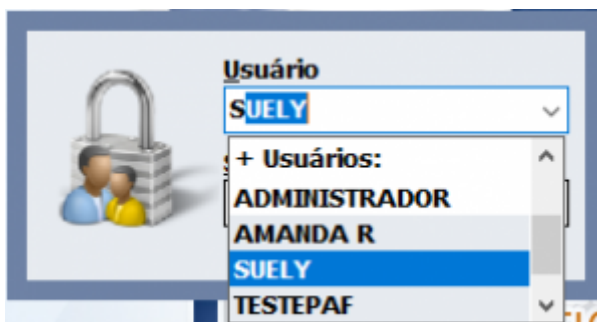 Usuário
SUELY
+ Usuários:
ADMINISTRADOR
AMANDA R
SUELY
TESTEPAF